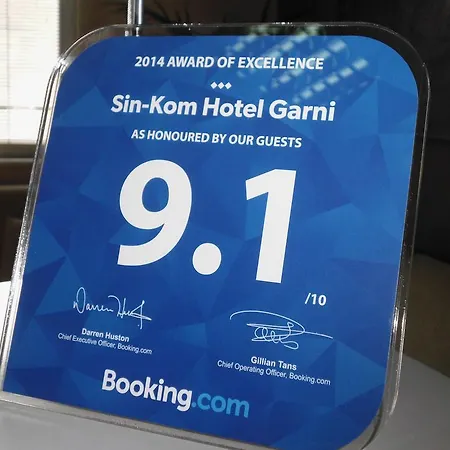 2014 AWARD OF EXCELLENCE
Sin-Kom Hotel Garni
AS HONOURED BY OUR GUESTS
9.1
/10
Darren Huston
Chief Executive Officer, Booking.com
Gillian Tans
Chief Operating Officer, Booking.com
Booking.com